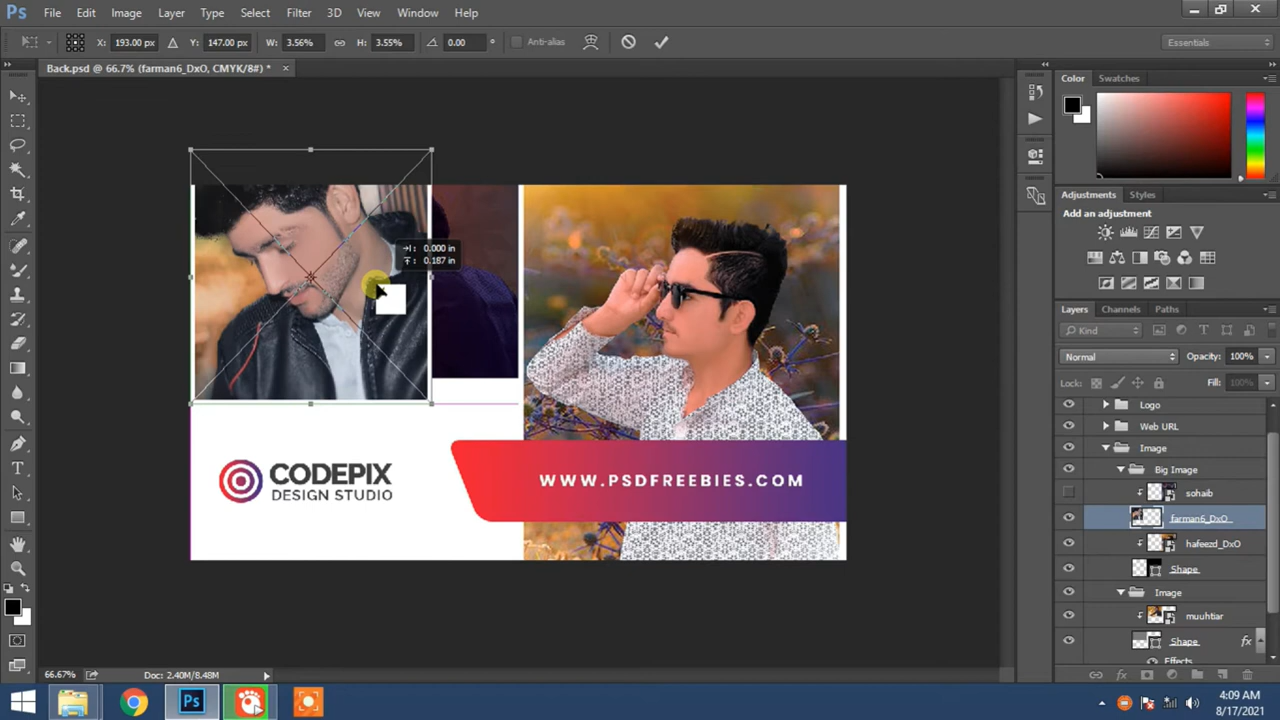 Ps File Edit Image Layer Type Select Filter 3D View Window Help
X: 193.00 px Y: 147.00 px W: 3.56% H: 3.55% 0.00 ° Anti-alias Essentials
Back.psd @ 66.7% (farman6_DxO, CMYK/8#) * ×
Color Swatches
Adjustments Styles
Add an adjustment
0.000 in
0.187 in
Layers Channels Paths
Kind
Normal Opacity: 100%
Lock: Fill: 100%
Logo
Web URL
Image
Big Image
sohaib
farman6_DxO
hafeezd_DxO
Shape
Image
muuhtiar
Shape fx
Effects
CODEPIX
DESIGN STUDIO
WWW.PSDFREEBIES.COM
66.67% Doc: 2.40M/8.48M
Ps
4:09 AM
8/17/2021